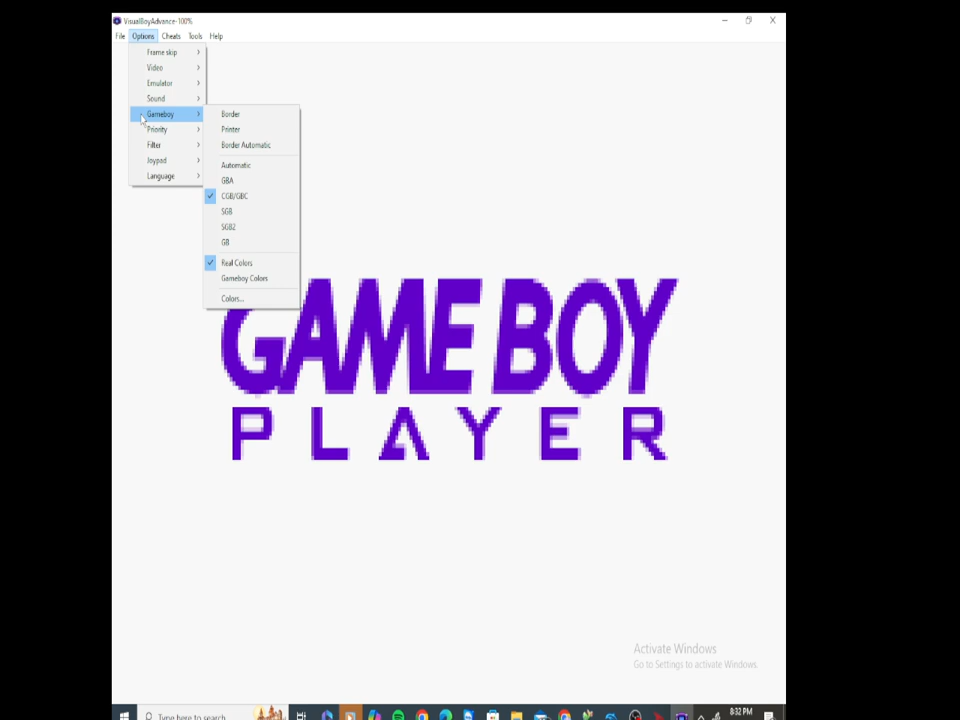 VisualBoyAdvance-100%
File Options Cheats Tools Help
Frame skip
Video
Emulator
Sound
Gameboy
Priority
Filter
Joypad
Language
Border
Printer
Border Automatic
Automatic
GBA
CGB/GBC
SGB
SGB2
GB
Real Colors
Gameboy Colors
Colors...
GAME BOY
PLAYER
Activate Windows
Go to Settings to activate Windows.
Type here to search
8:32 PM